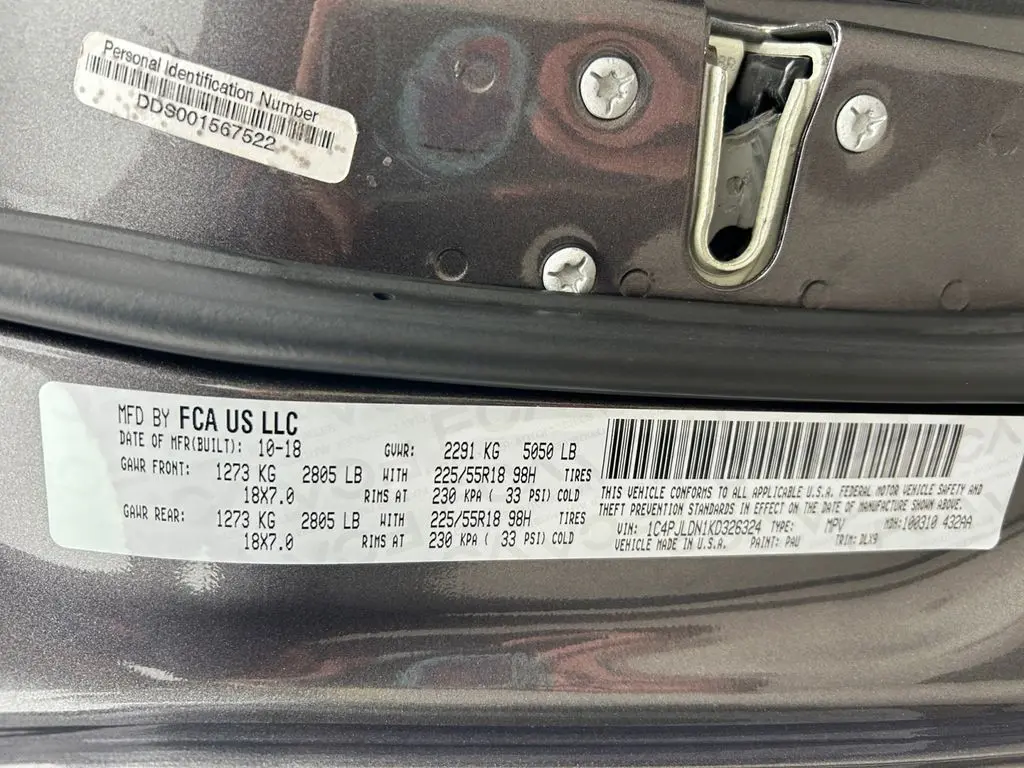 Personal Identification Number
DDS001567522
MFD BY FCA US LLC
DATE OF MFR(BUILT): 10-18 GVWR: 2291 KG 5050 LB
GAWR FRONT: 1273 KG 2805 LB WITH 225/55R18 98H TIRES
18X7.0 RIMS AT 230 KPA ( 33 PSI) COLD
GAWR REAR: 1273 KG 2805 LB WITH 225/55R18 98H TIRES
18X7.0 RIMS AT 230 KPA ( 33 PSI) COLD
THIS VEHICLE CONFORMS TO ALL APPLICABLE U.S.A. FEDERAL MOTOR VEHICLE SAFETY AND
THEFT PREVENTION STANDARDS IN EFFECT ON THE DATE OF MANUFACTURE SHOWN ABOVE.
VIN: 1C4PJLDN1KD326324 TYPE: MPV MDH:100310 432AA
VEHICLE MADE IN U.S.A. PAINT: PAU TRIM: DLX9